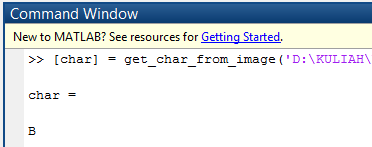 Command Window
New to MATLAB? See resources for Getting Started.
>> [char] = get_char_from_image('D:\KULIAH\
char =
B